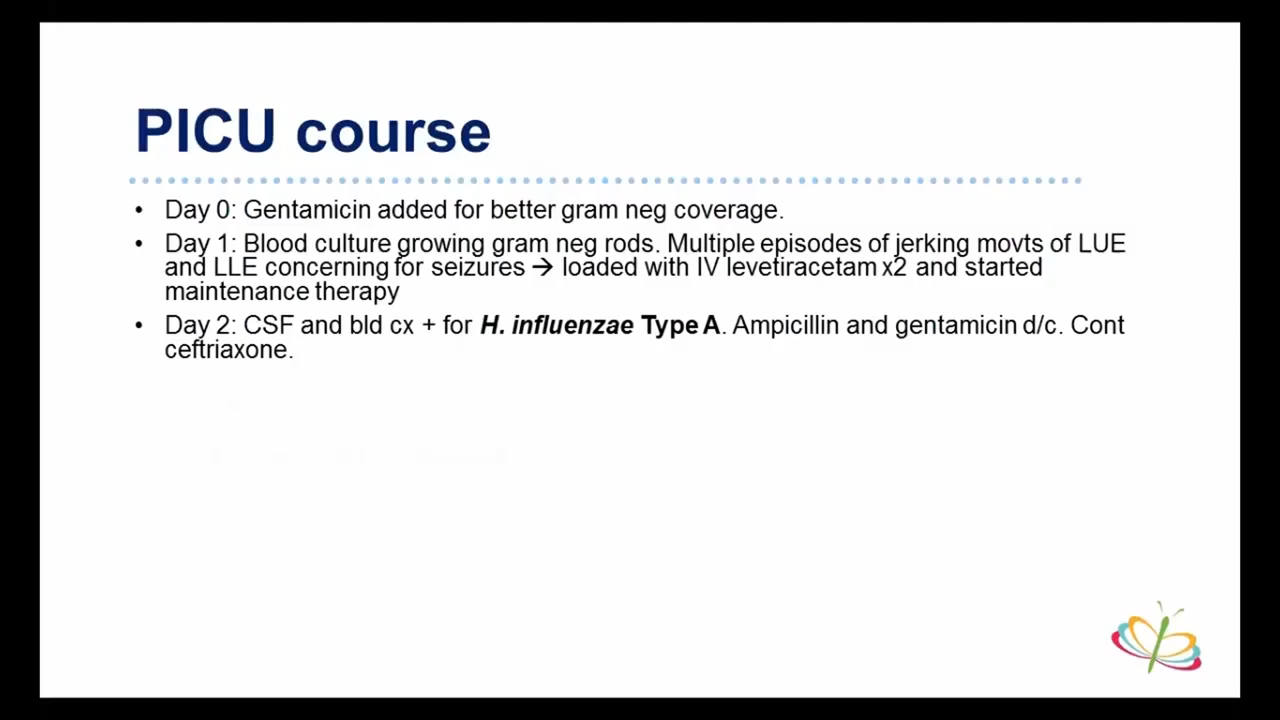 PICU course
• Day 0: Gentamicin added for better gram neg coverage.
• Day 1: Blood culture growing gram neg rods. Multiple episodes of jerking movts of LUE
and LLE concerning for seizures → loaded with IV levetiracetam x2 and started
maintenance therapy
• Day 2: CSF and bld cx + for H. influenzae Type A. Ampicillin and gentamicin d/c. Cont
ceftriaxone.